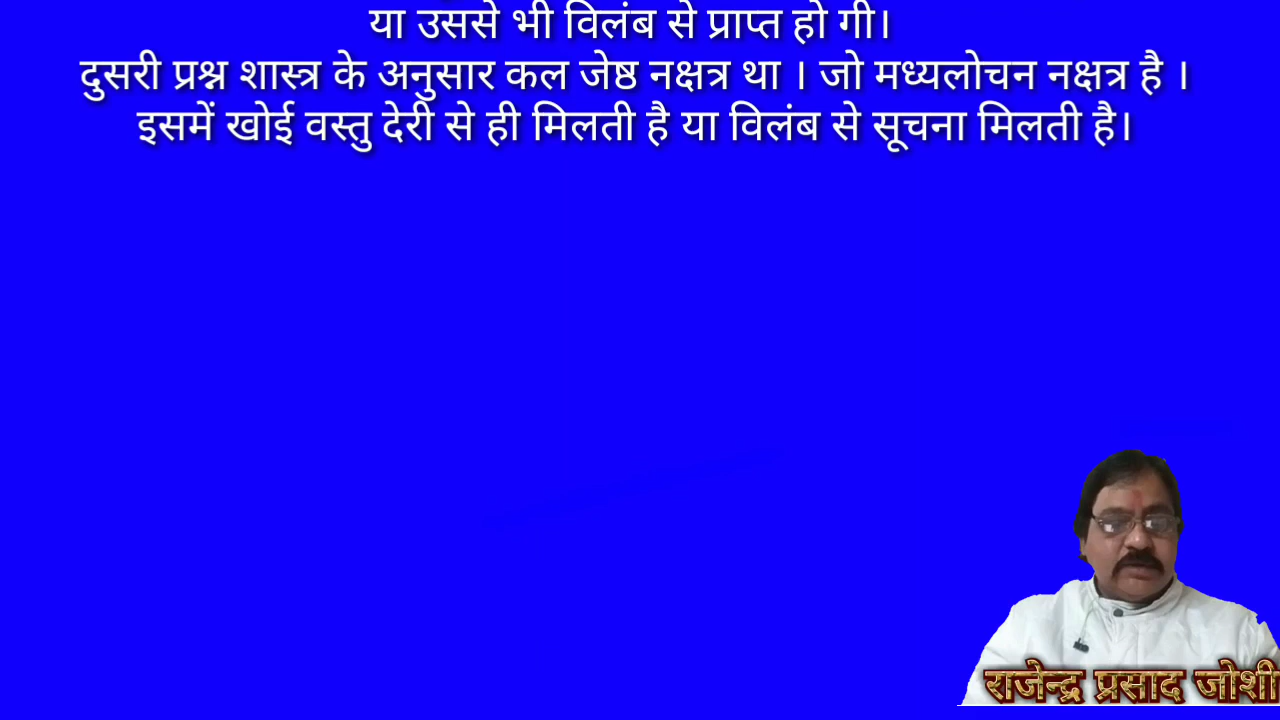 या उससे भी विलंब से प्राप्त हो गी।
दुसरी प्रश्न शास्त्र के अनुसार कल जेष्ठ नक्षत्र था । जो मध्यलोचन नक्षत्र है ।
इसमें खोई वस्तु देरी से ही मिलती है या विलंब से सूचना मिलती है।
राजेन्द्र प्रसाद जोशी